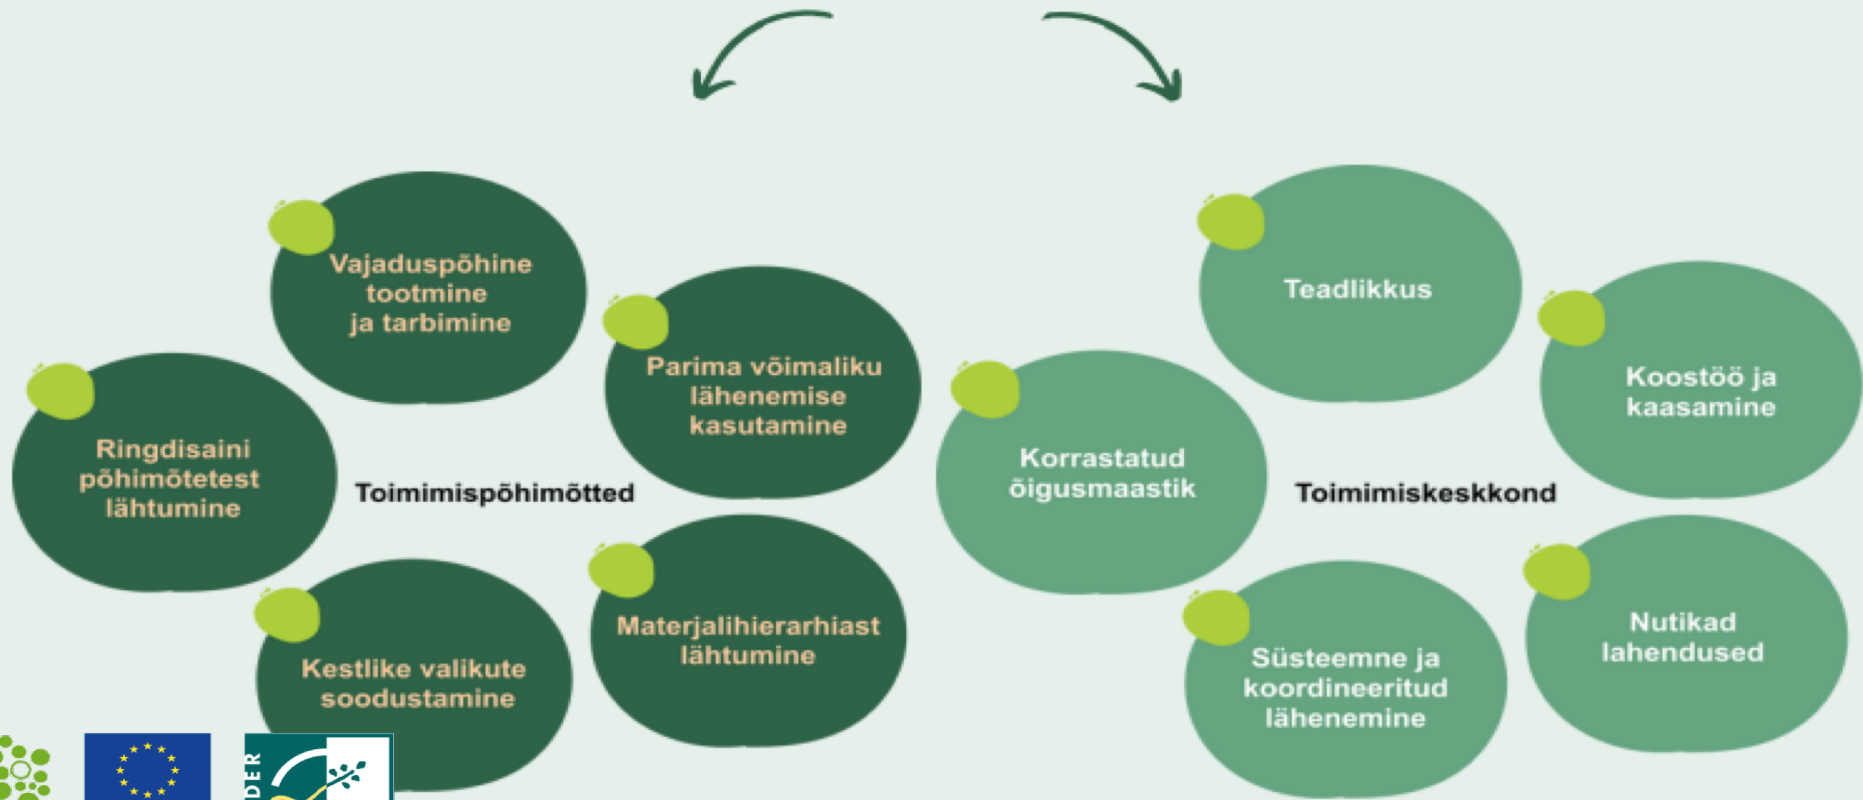 Vajaduspõhine
tootmine
ja tarbimine
Parima võimaliku
lähenemise
kasutamine
Ringdisaini
põhimõtetest
lähtumine
Toimimispõhimõtted
Materjalihierarhiast
lähtumine
Kestlike valikute
soodustamine
Teadlikkus
Koostöö ja
kaasamine
Korrastatud
õigusmaastik
Toimimiskeskkond
Nutikad
lahendused
Süsteemne ja
koordineeritud
lähenemine
DER